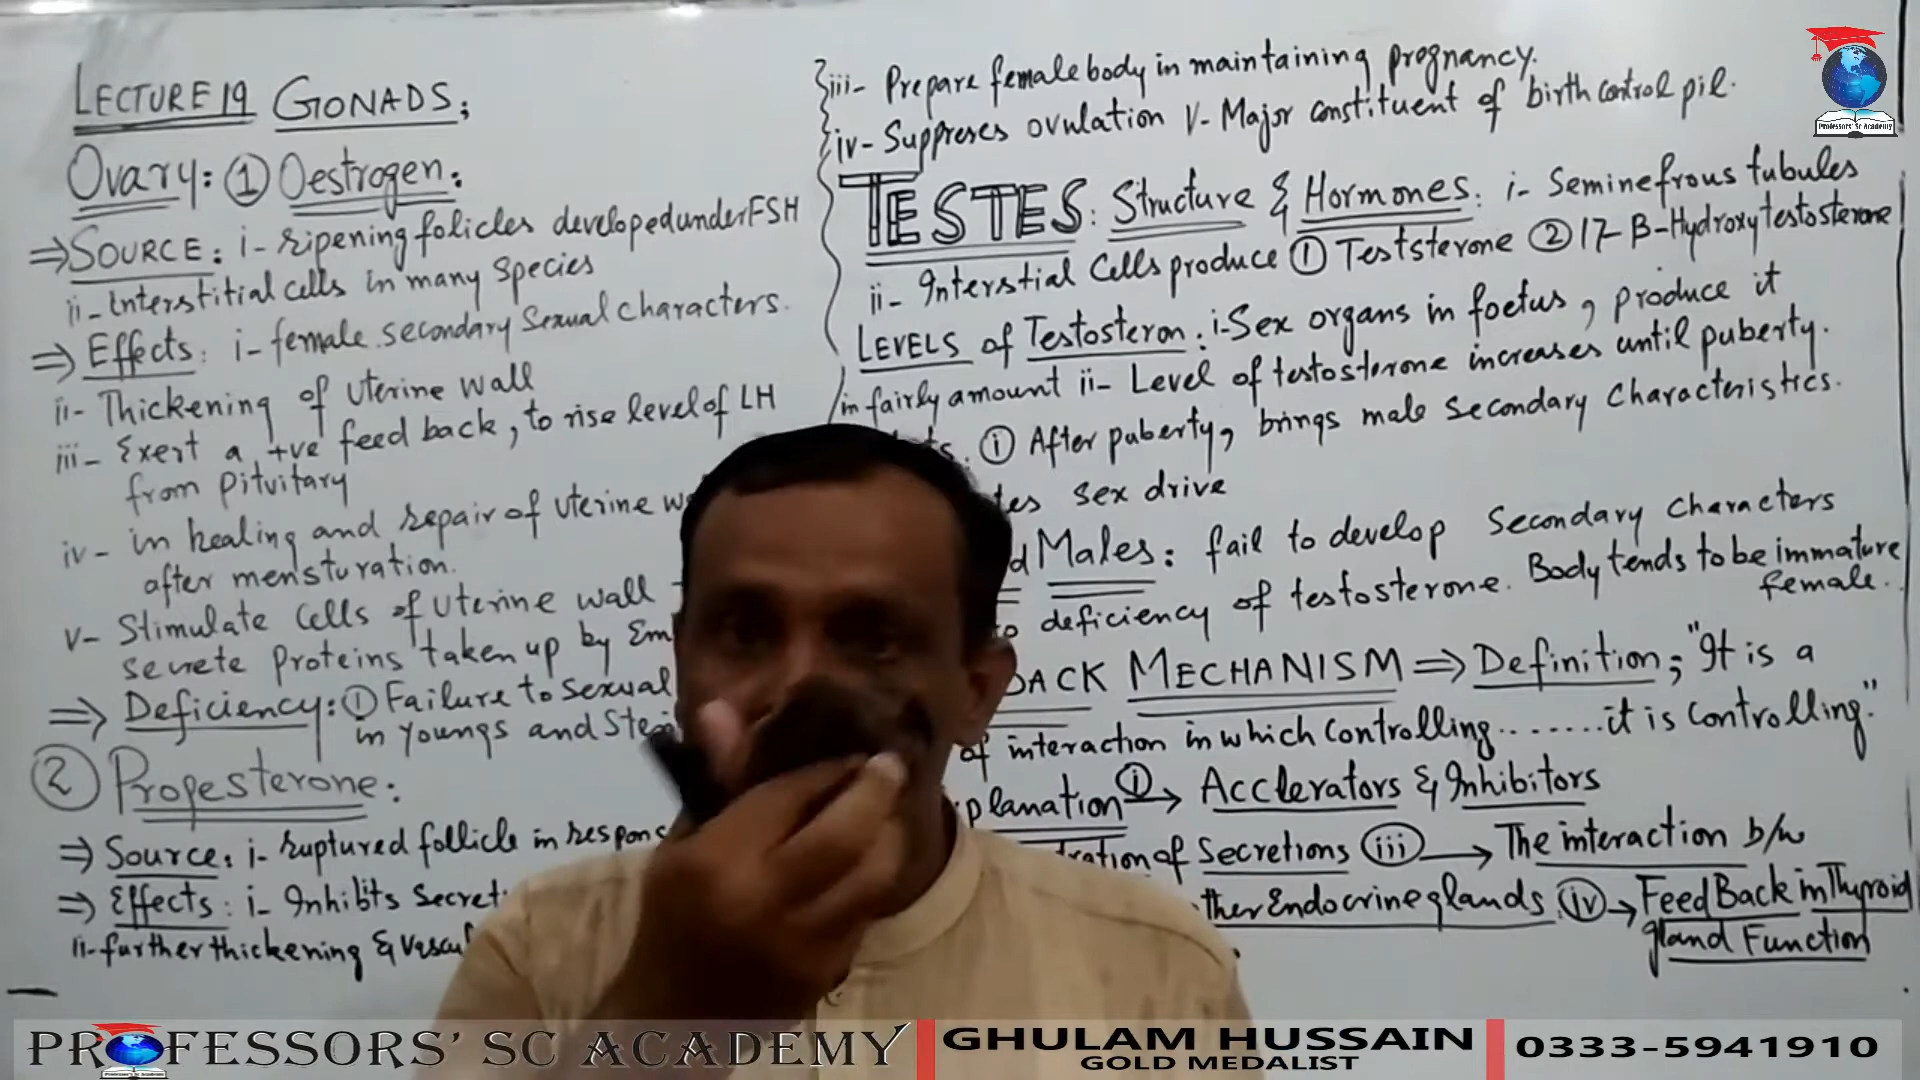 LECTURE 19 GONADS;
Ovary: ① Oestrogen:
⇒ SOURCE: i- ripening folicles developed under FSH
ii- Interstitial cells in many species
⇒ Effects: i- female secondary sexual characters.
ii- Thickening of uterine wall
iii- Exert a +ve feed back, to rise level of LH
from pituitary
iv- in healing and repair of uterine
after mensturation.
v- Stimulate cells of uterine wall
secrete proteins taken up by Em
⇒ Deficiency: ① Failure to sexual
in youngs and
② Progesterone:
⇒ Source: i- ruptured follicle in
⇒ Effects: i- Inhibits
ii- further thickening &
iii- Prepare female body in maintaining pregnancy.
iv- Suppreses ovulation V- Major constituent of birth control pil.
TESTES: Structure & Hormones: i- Seminefrous tubules
ii- Interstial Cells produce ① Teststerone ② 17-β-Hydroxytestosterone
LEVELS of Testosteron: i- Sex organs in foetus, produce it
in fairly amount ii- Level of testosterone increases until puberty.
ⓘ After puberty, brings male secondary characteristics.
sex drive
Males: fail to develop Secondary characters
to deficiency of testosterone. Body tends to be immature
female.
BACK MECHANISM ⇒ Definition; "It is a
of interaction in which controlling.......it is controlling."
planation ⓘ→ Acclerators & Inhibitors
of Secretions (iii)→ The interaction b/w
ther Endocrine glands (iv)→ Feed Back in Thyroid
gland Function
Professors' Sc Academy
PROFESSORS' SC ACADEMY
GHULAM HUSSAIN
GOLD MEDALIST
0333-5941910